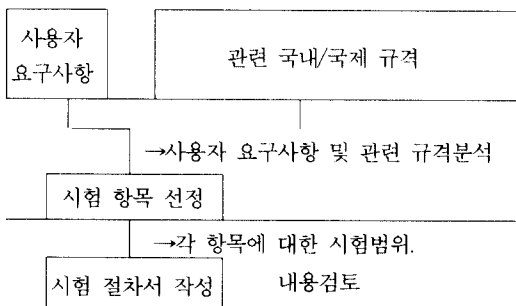 사용자
요구사항
관련 국내/국제 규격
→사용자 요구사항 및 관련 규격분석
시험 항목 선정
→각 항목에 대한 시험범위.
내용검토
시험 절차서 작성